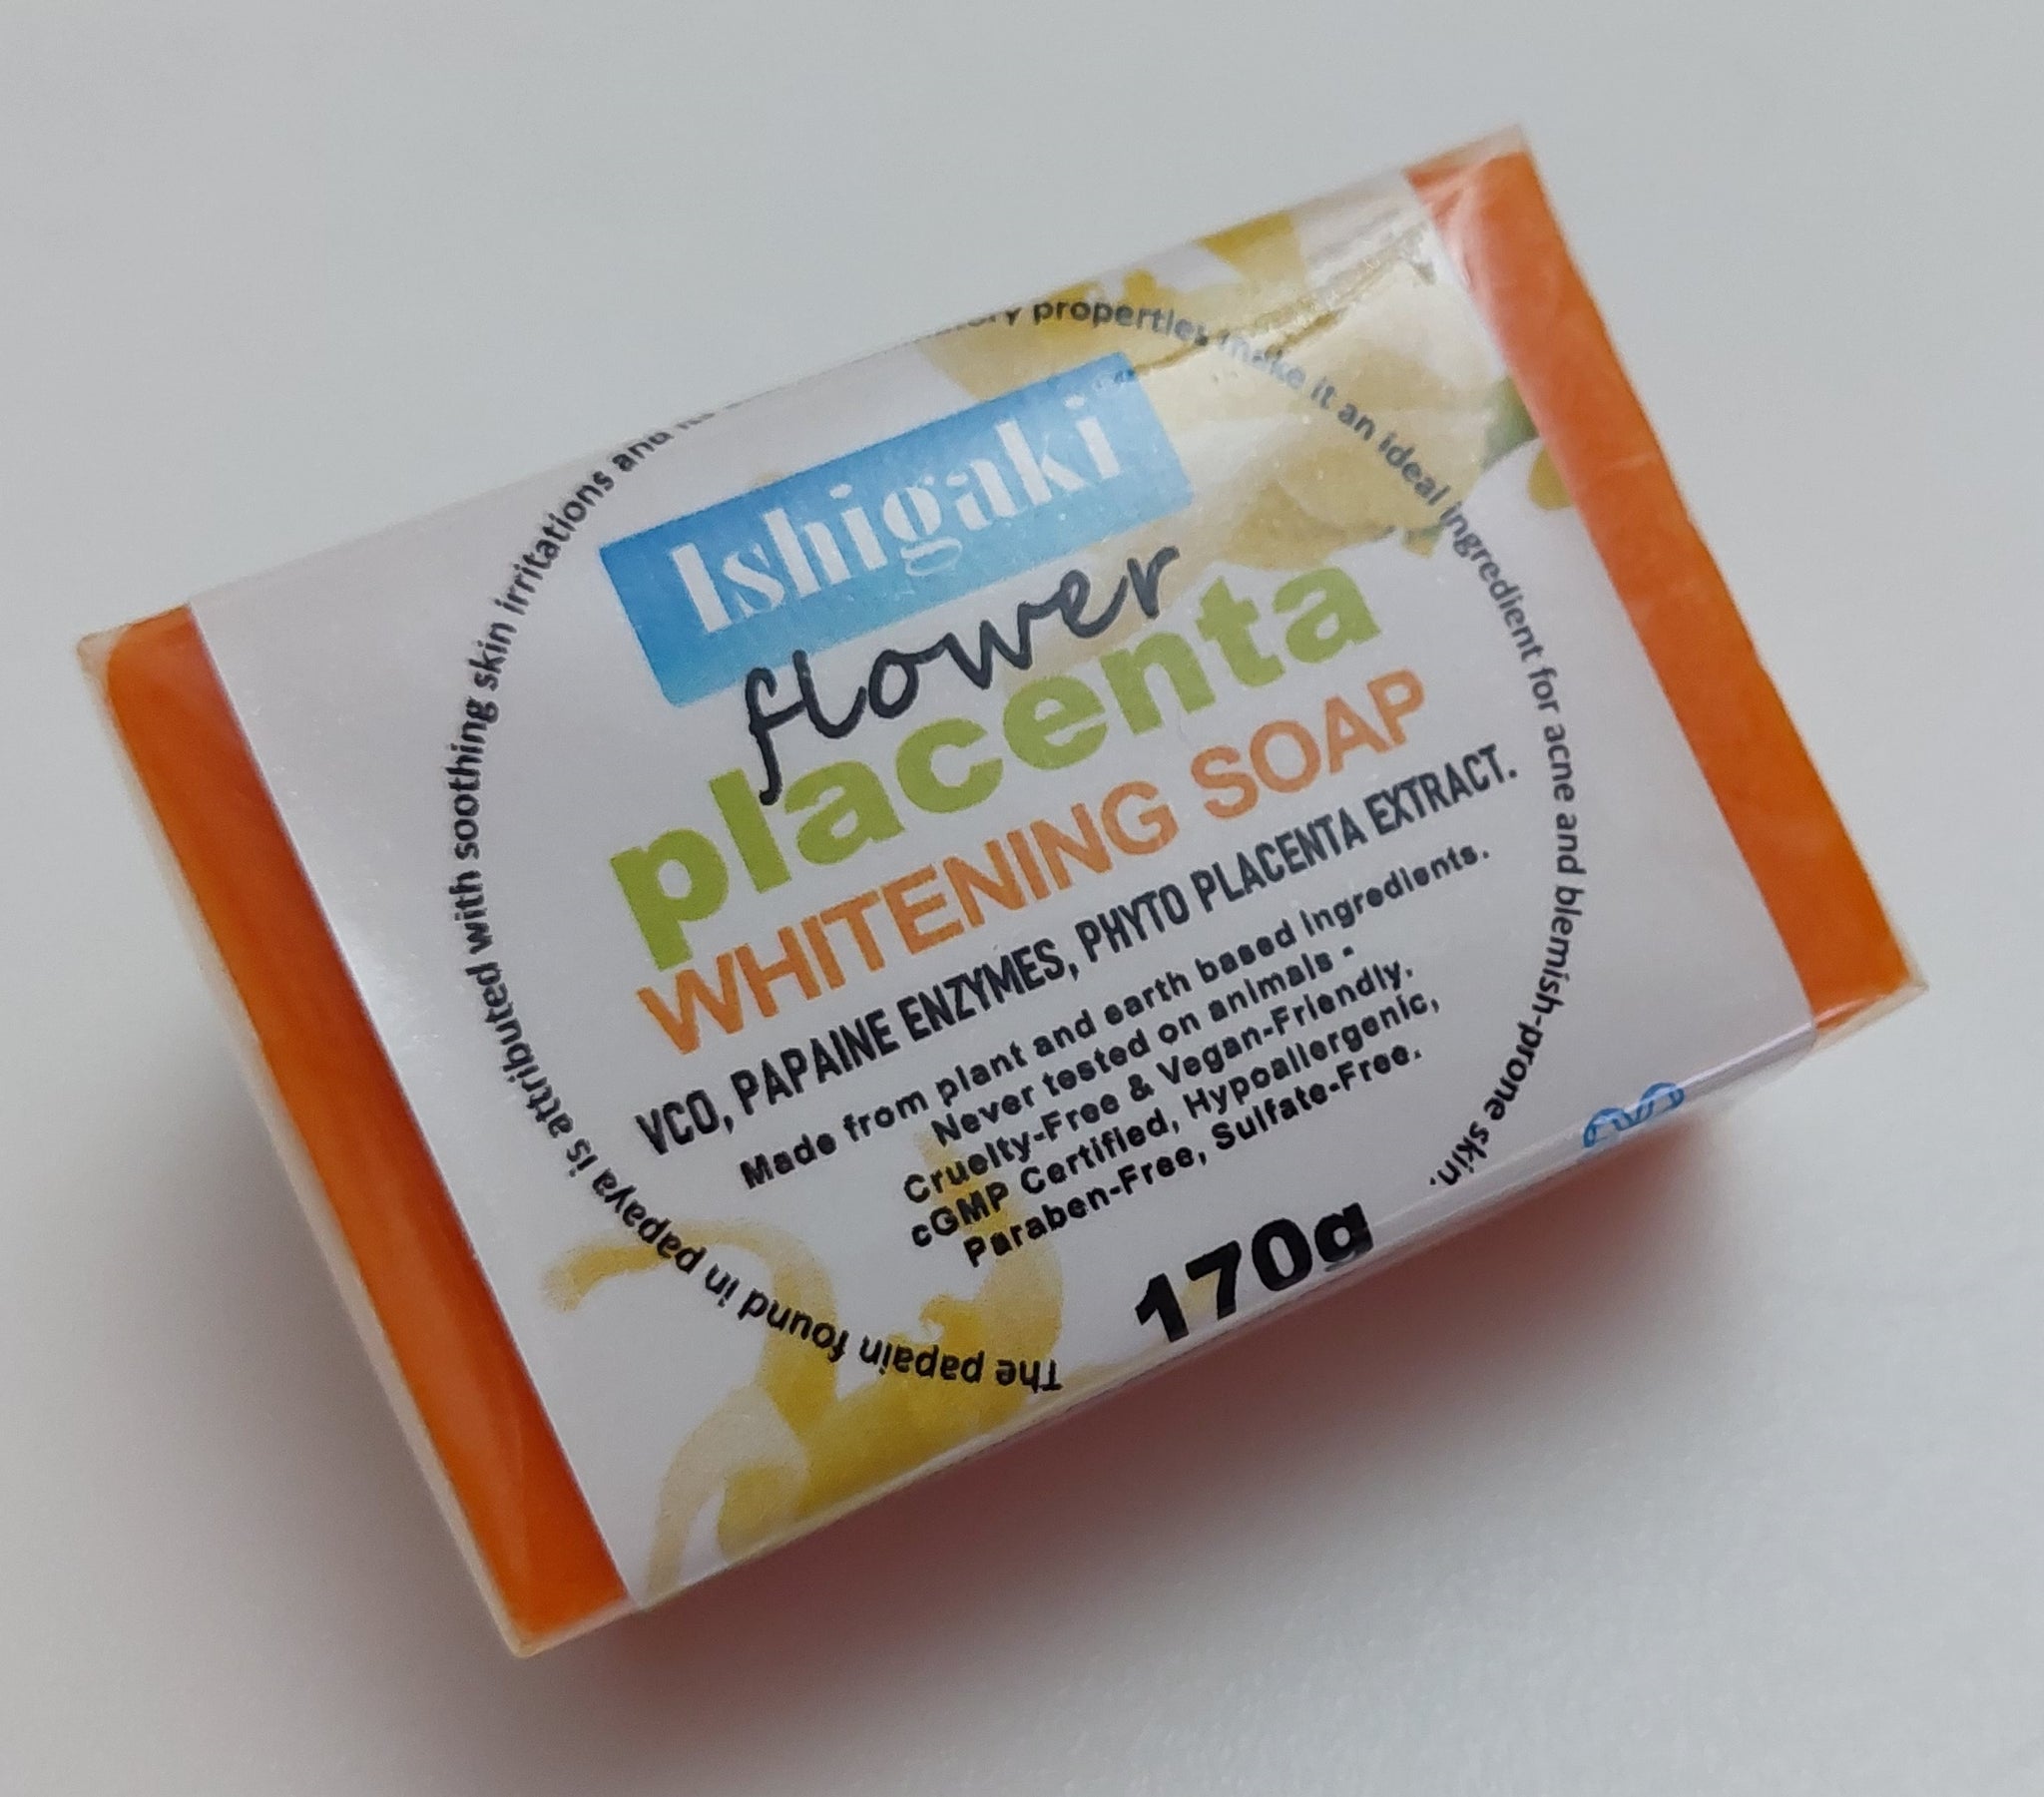 Ishigaki
flower
placenta
WHITENING SOAP
VCO, PAPAINE ENZYMES, PHYTO PLACENTA EXTRACT.
Made from plant and earth based ingredients.
Never tested on animals -
Cruelty-Free & Vegan-Friendly.
cGMP Certified, Hypoallergenic,
Paraben-Free, Sulfate-Free.
170g
The papain found in papaya is attributed with soothing skin irritations and properties make it an ideal ingredient for acne and blemish-prone skin.